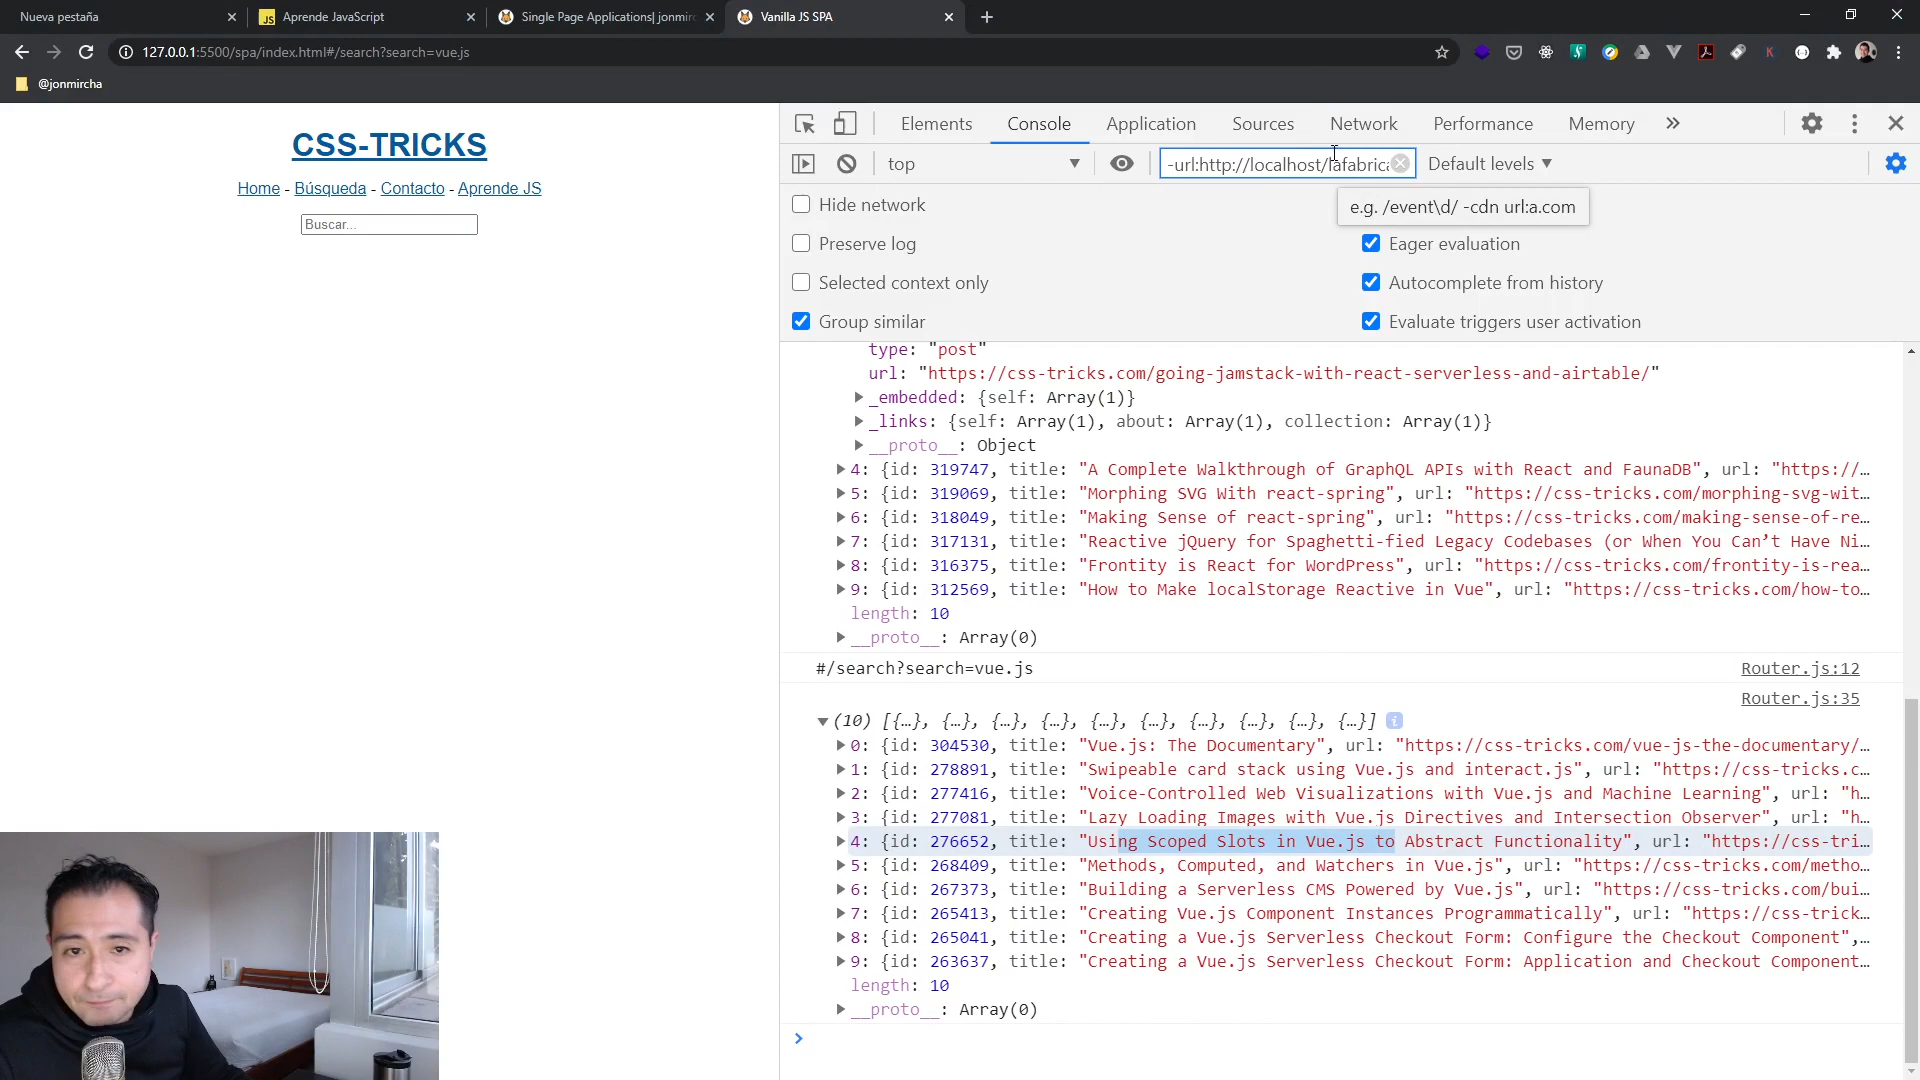 Nueva pestaña
JS Aprende JavaScript
Single Page Applications| jonmir
Vanilla JS SPA
127.0.0.1:5500/spa/index.html#/search?search=vue.js
@jonmircha
CSS-TRICKS
Home - Búsqueda - Contacto - Aprende JS
Buscar...
Elements Console Application Sources Network Performance Memory
top
-url:http://localhost/lafabrica
Default levels
e.g. /event\d/ -cdn url:a.com
Hide network
Preserve log
Eager evaluation
Selected context only
Autocomplete from history
Group similar
Evaluate triggers user activation
type: "post"
url: "https://css-tricks.com/going-jamstack-with-react-serverless-and-airtable/"
_embedded: {self: Array(1)}
_links: {self: Array(1), about: Array(1), collection: Array(1)}
__proto__: Object
4: {id: 319747, title: "A Complete Walkthrough of GraphQL APIs with React and FaunaDB", url: "https://…
5: {id: 319069, title: "Morphing SVG With react-spring", url: "https://css-tricks.com/morphing-svg-wit…
6: {id: 318049, title: "Making Sense of react-spring", url: "https://css-tricks.com/making-sense-of-re…
7: {id: 317131, title: "Reactive jQuery for Spaghetti-fied Legacy Codebases (or When You Can’t Have Ni…
8: {id: 316375, title: "Frontity is React for WordPress", url: "https://css-tricks.com/frontity-is-rea…
9: {id: 312569, title: "How to Make localStorage Reactive in Vue", url: "https://css-tricks.com/how-to…
length: 10
__proto__: Array(0)
#/search?search=vue.js Router.js:12
Router.js:35
(10) [{…}, {…}, {…}, {…}, {…}, {…}, {…}, {…}, {…}, {…}]
0: {id: 304530, title: "Vue.js: The Documentary", url: "https://css-tricks.com/vue-js-the-documentary/…
1: {id: 278891, title: "Swipeable card stack using Vue.js and interact.js", url: "https://css-tricks.c…
2: {id: 277416, title: "Voice-Controlled Web Visualizations with Vue.js and Machine Learning", url: "h…
3: {id: 277081, title: "Lazy Loading Images with Vue.js Directives and Intersection Observer", url: "h…
4: {id: 276652, title: "Using Scoped Slots in Vue.js to Abstract Functionality", url: "https://css-tri…
5: {id: 268409, title: "Methods, Computed, and Watchers in Vue.js", url: "https://css-tricks.com/metho…
6: {id: 267373, title: "Building a Serverless CMS Powered by Vue.js", url: "https://css-tricks.com/bui…
7: {id: 265413, title: "Creating Vue.js Component Instances Programmatically", url: "https://css-trick…
8: {id: 265041, title: "Creating a Vue.js Serverless Checkout Form: Configure the Checkout Component",…
9: {id: 263637, title: "Creating a Vue.js Serverless Checkout Form: Application and Checkout Component…
length: 10
__proto__: Array(0)